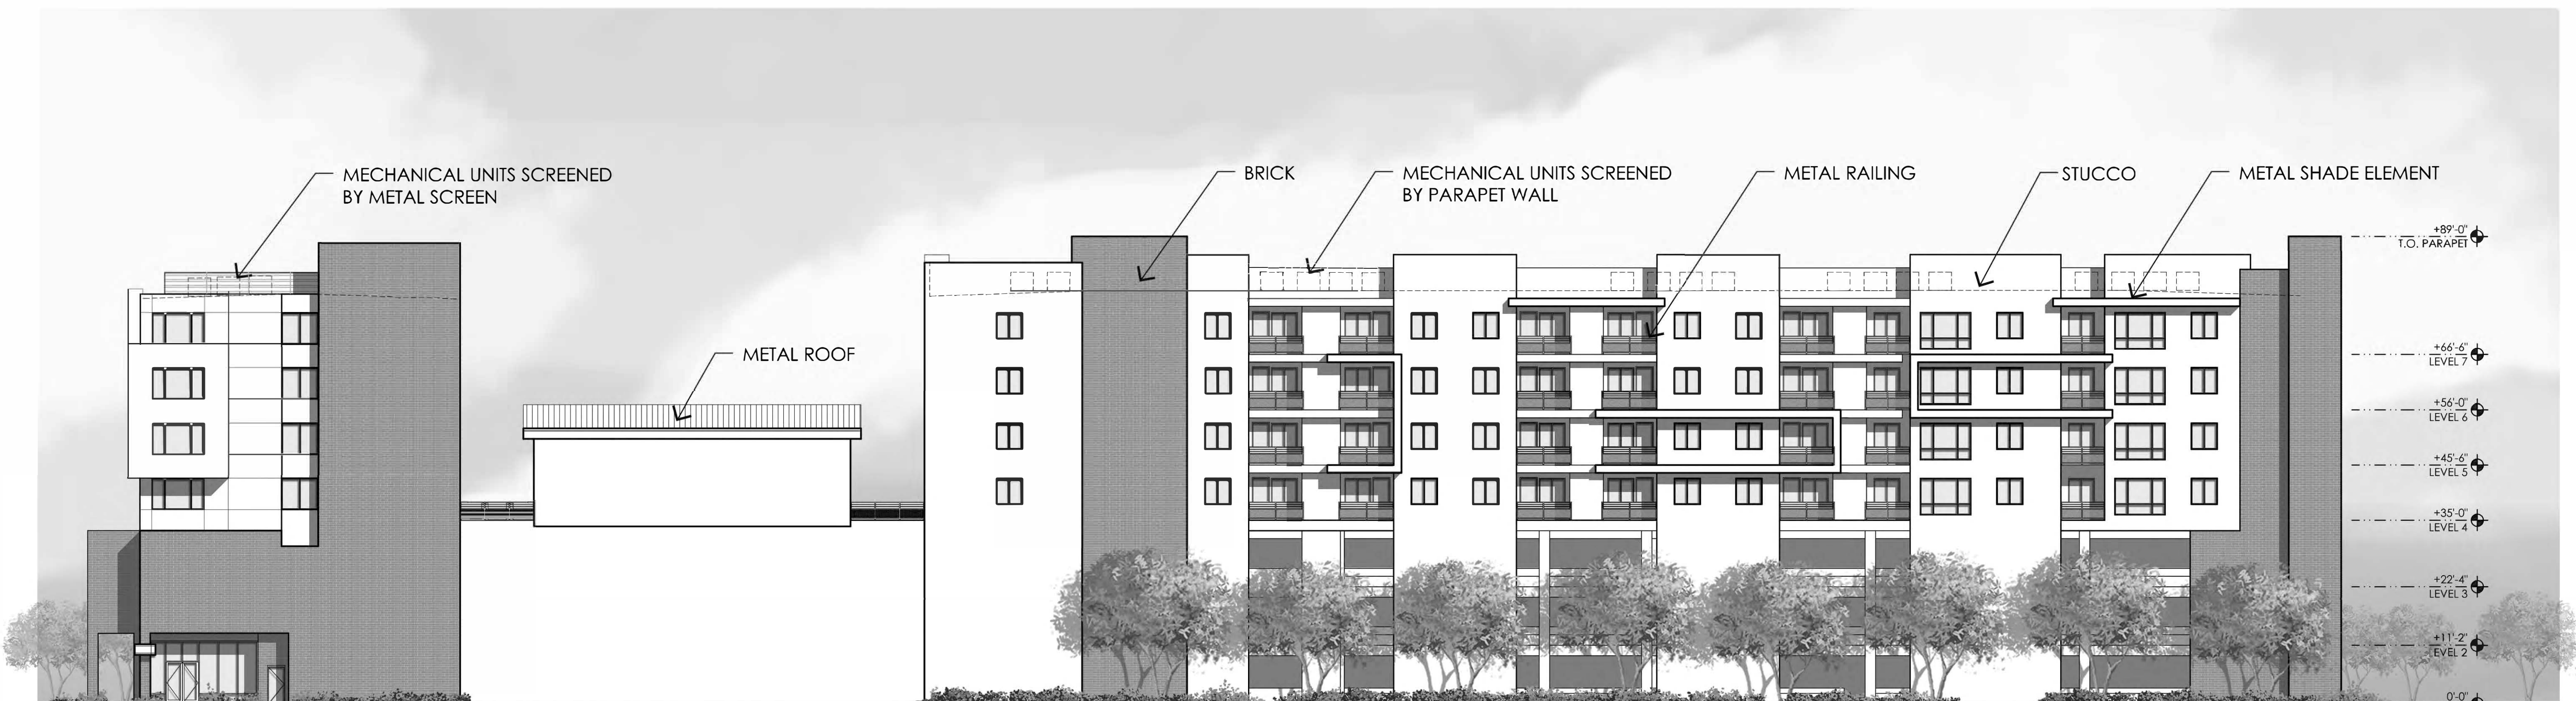 MECHANICAL UNITS SCREENED
BY METAL SCREEN
METAL ROOF
BRICK
MECHANICAL UNITS SCREENED
BY PARAPET WALL
METAL RAILING
STUCCO
METAL SHADE ELEMENT
+89'-0"
T.O. PARAPET
+66'-6"
LEVEL 7
+56'-0"
LEVEL 6
+45'-6"
LEVEL 5
+35'-0"
LEVEL 4
+22'-4"
LEVEL 3
+11'-2"
LEVEL 2
0'-0"